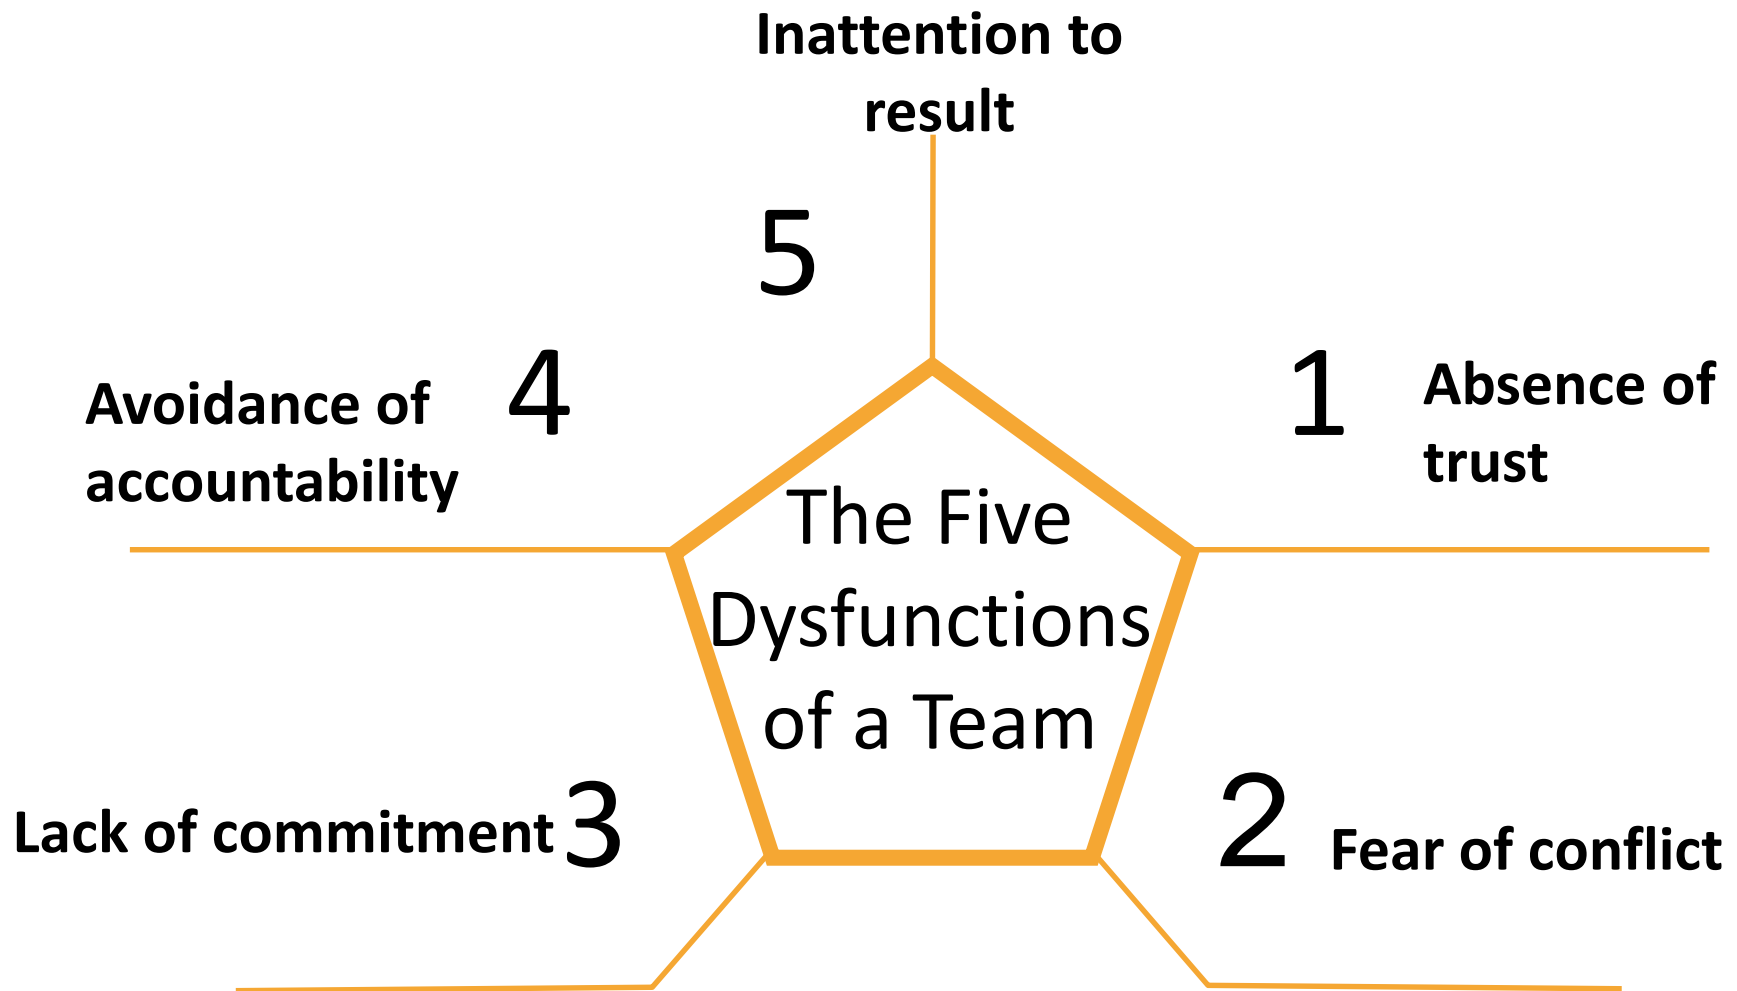 Inattention to
result
5
4
Avoidance of
accountability
1
Absence of
trust
The Five
Dysfunctions
of a Team
Lack of commitment 3
2
Fear of conflict